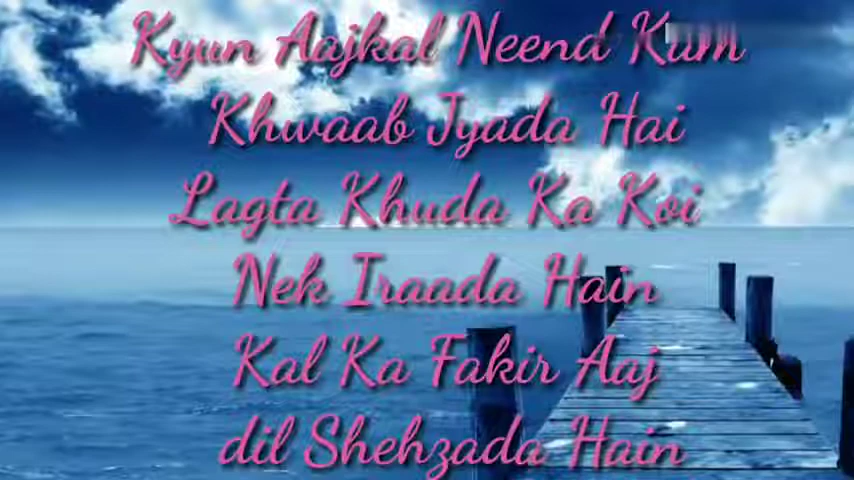 Kyun Aajkal Neend Kum
Khwaab Jyada Hai
Lagta Khuda Ka Koi
Nek Iraada Hain
Kal Ka Fakir Aaj
dil Shehzada Hain